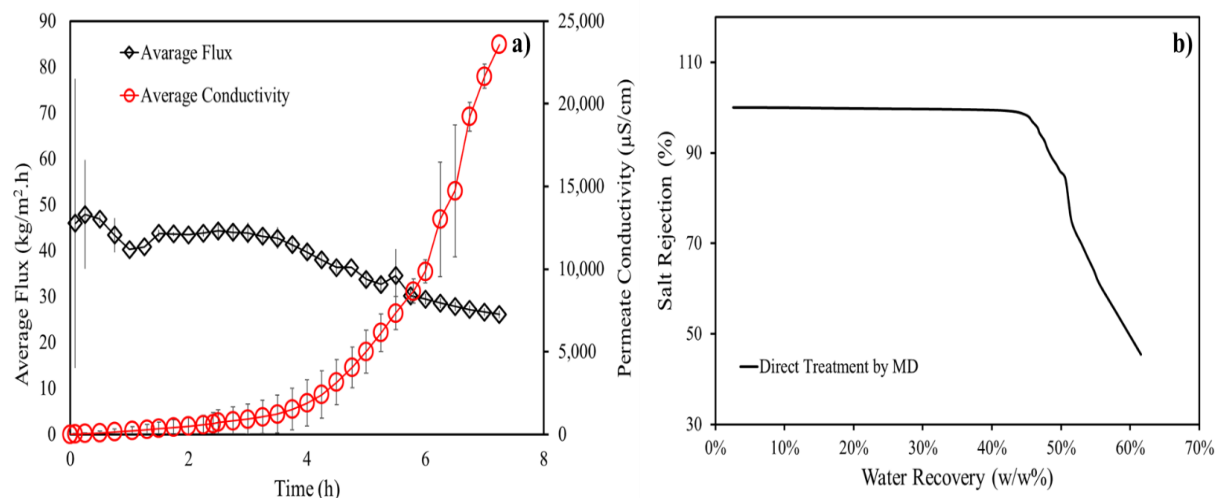 a)
Avarage Flux
Average Conductivity
Average Flux (kg/m².h)
90
80
70
60
50
40
30
20
10
0
Permeate Conductivity (µS/cm)
25,000
20,000
15,000
10,000
5,000
0
0 2 4 6 8
Time (h)
b)
Salt Rejection (%)
110
90
70
50
30
Direct Treatment by MD
0% 10% 20% 30% 40% 50% 60% 70%
Water Recovery (w/w%)